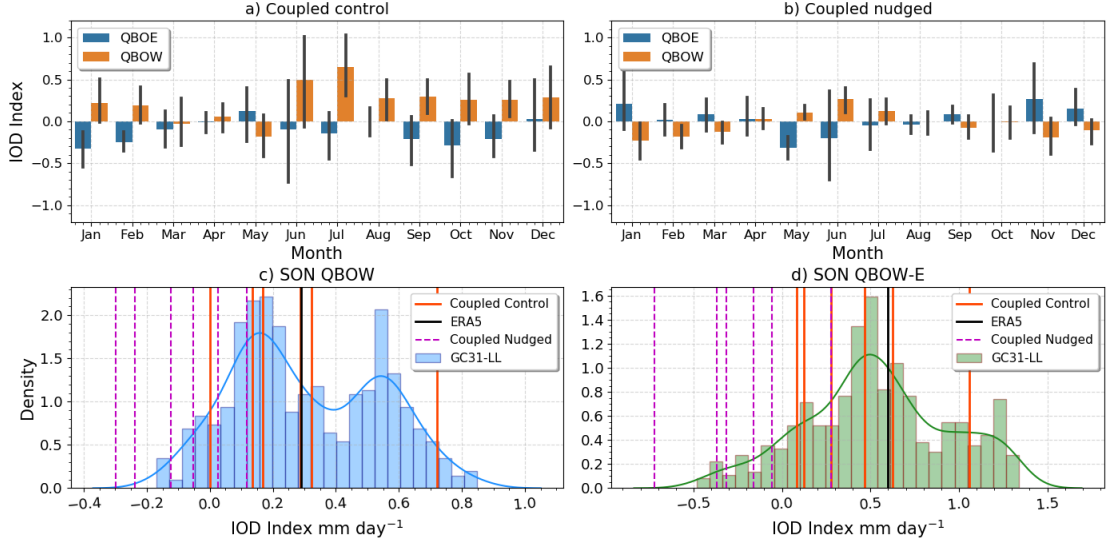 a) Coupled control
b) Coupled nudged
IOD Index
1.0
0.5
0.0
−0.5
−1.0
QBOE
QBOW
Jan Feb Mar Apr May Jun Jul Aug Sep Oct Nov Dec
Month
1.0
0.5
0.0
−0.5
−1.0
QBOE
QBOW
Jan Feb Mar Apr May Jun Jul Aug Sep Oct Nov Dec
Month
c) SON QBOW
d) SON QBOW-E
Density
2.0
1.5
1.0
0.5
0.0
Coupled Control
ERA5
Coupled Nudged
GC31-LL
−0.4 −0.2 0.0 0.2 0.4 0.6 0.8 1.0
IOD Index mm day⁻¹
1.6
1.4
1.2
1.0
0.8
0.6
0.4
0.2
0.0
Coupled Control
ERA5
Coupled Nudged
GC31-LL
−0.5 0.0 0.5 1.0 1.5
IOD Index mm day⁻¹